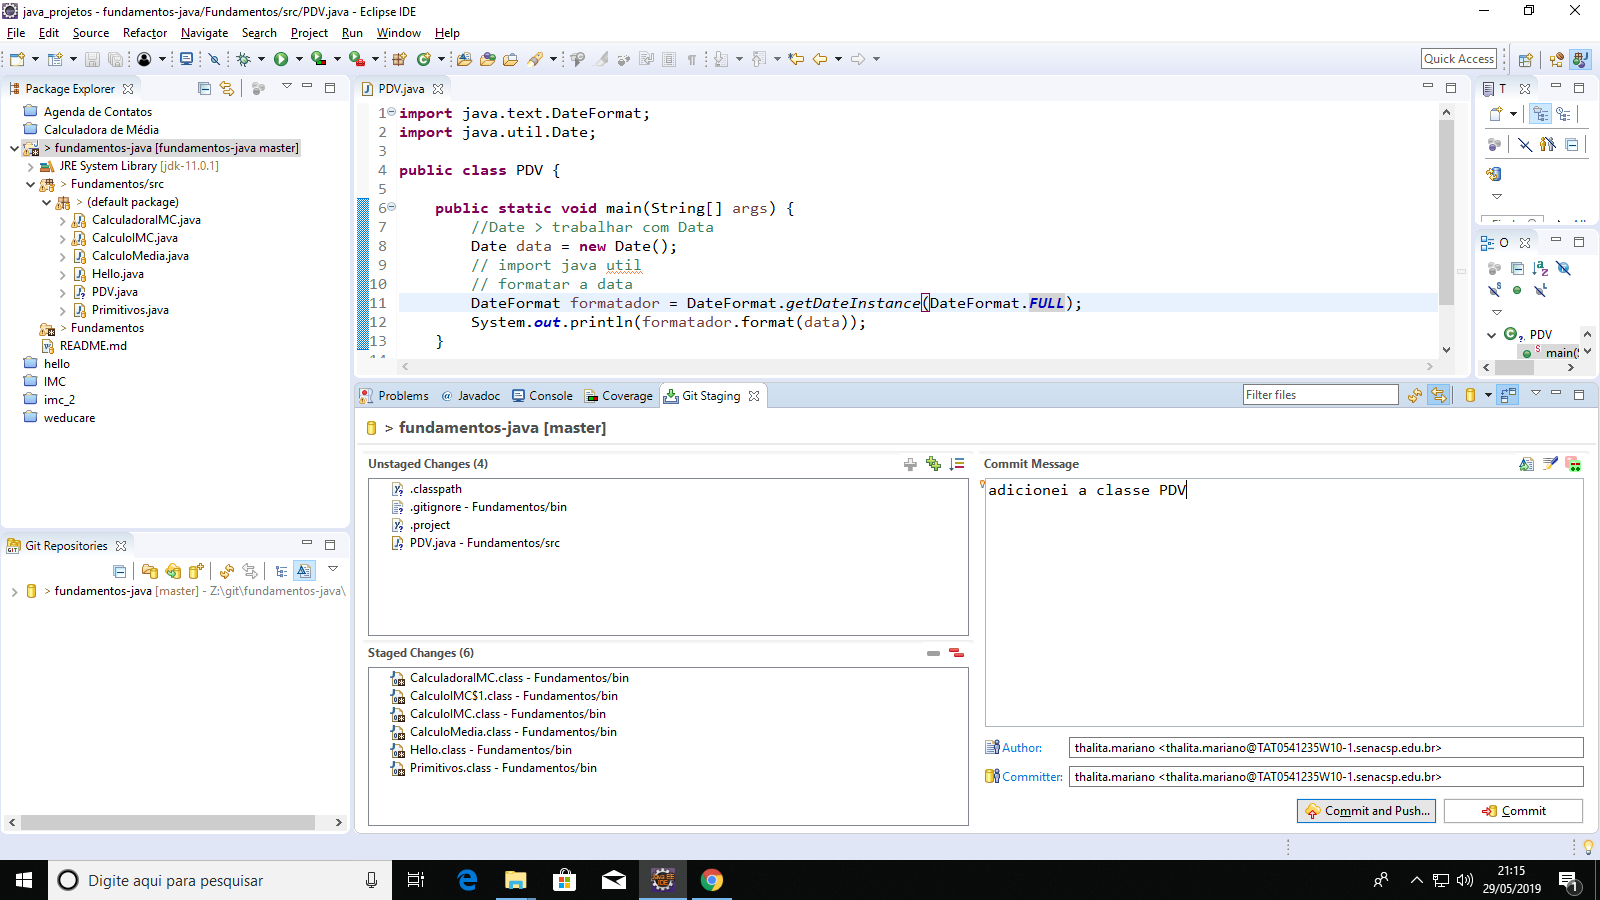 java_projetos - fundamentos-java/Fundamentos/src/PDV.java - Eclipse IDE
File Edit Source Refactor Navigate Search Project Run Window Help
Quick Access
Package Explorer
Agenda de Contatos
Calculadora de Média
> fundamentos-java [fundamentos-java master]
JRE System Library [jdk-11.0.1]
> Fundamentos/src
> (default package)
CalculadoraIMC.java
CalculoIMC.java
CalculoMedia.java
Hello.java
PDV.java
Primitivos.java
> Fundamentos
README.md
hello
IMC
imc_2
weducare
Git Repositories
> fundamentos-java [master] - Z:\git\fundamentos-java\
PDV.java
1 import java.text.DateFormat;
2 import java.util.Date;
3
4 public class PDV {
5
6 public static void main(String[] args) {
7 //Date > trabalhar com Data
8 Date data = new Date();
9 // import java util
10 // formatar a data
11 DateFormat formatador = DateFormat.getDateInstance(DateFormat.FULL);
12 System.out.println(formatador.format(data));
13 }
T
O
PDV
main(S
Problems Javadoc Console Coverage Git Staging
Filter files
> fundamentos-java [master]
Unstaged Changes (4)
.classpath
.gitignore - Fundamentos/bin
.project
PDV.java - Fundamentos/src
Staged Changes (6)
CalculadoraIMC.class - Fundamentos/bin
CalculoIMC$1.class - Fundamentos/bin
CalculoIMC.class - Fundamentos/bin
CalculoMedia.class - Fundamentos/bin
Hello.class - Fundamentos/bin
Primitivos.class - Fundamentos/bin
Commit Message
adicionei a classe PDV
Author: thalita.mariano <thalita.mariano@TAT0541235W10-1.senacsp.edu.br>
Committer: thalita.mariano <thalita.mariano@TAT0541235W10-1.senacsp.edu.br>
Commit and Push...
Commit
Digite aqui para pesquisar
21:15
29/05/2019
1